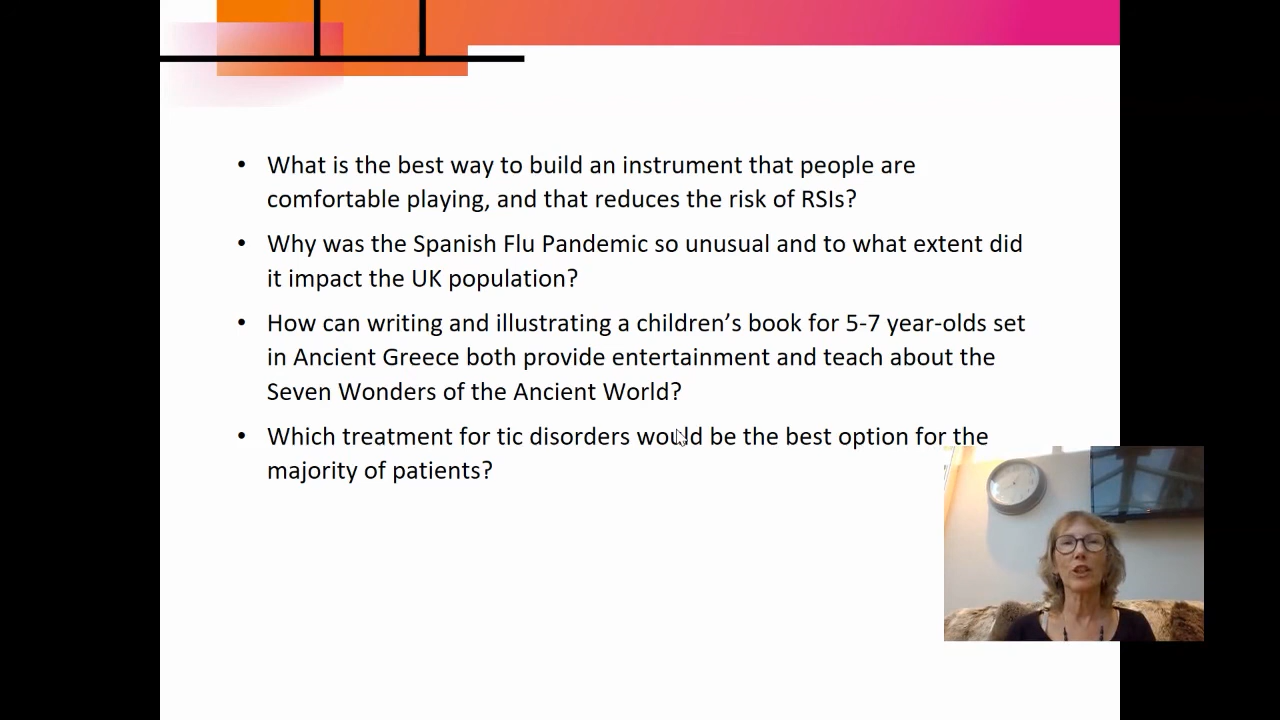 • What is the best way to build an instrument that people are
comfortable playing, and that reduces the risk of RSIs?
• Why was the Spanish Flu Pandemic so unusual and to what extent did
it impact the UK population?
• How can writing and illustrating a children’s book for 5-7 year-olds set
in Ancient Greece both provide entertainment and teach about the
Seven Wonders of the Ancient World?
• Which treatment for tic disorders would be the best option for the
majority of patients?